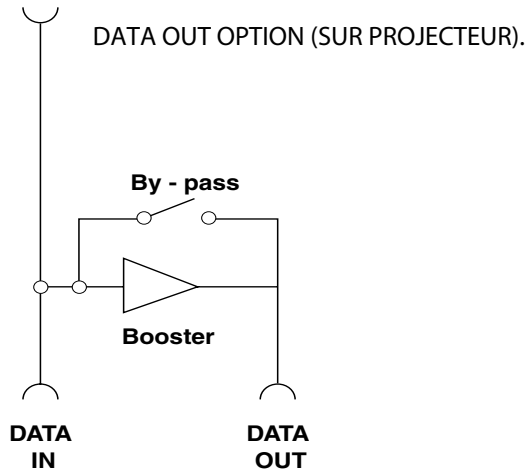 DATA OUT OPTION (SUR PROJECTEUR).
By - pass
Booster
DATA
IN
DATA
OUT